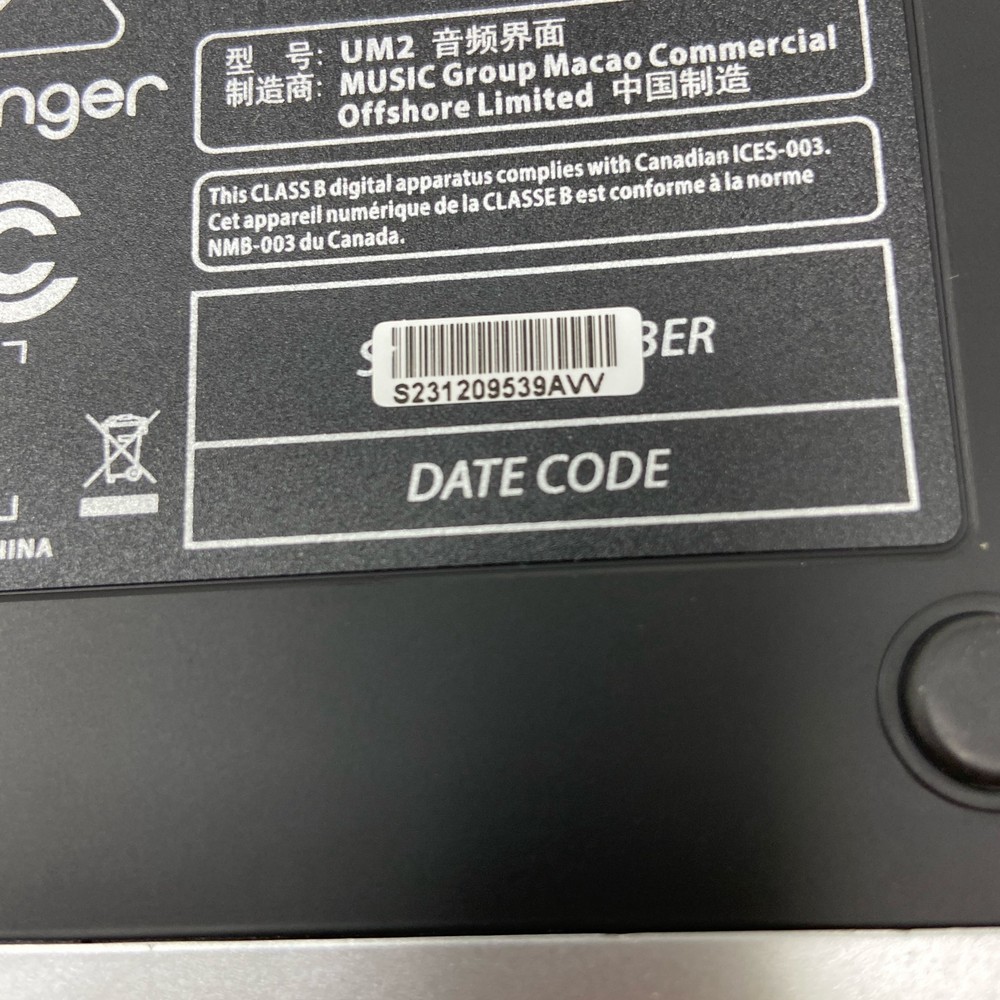 nger
型 号: UM2 音频界面
制造商: MUSIC Group Macao Commercial
Offshore Limited 中国制造
This CLASS B digital apparatus complies with Canadian ICES-003.
Cet appareil numérique de la CLASSE B est conforme à la norme
NMB-003 du Canada.
S BER
S231209539AVV
DATE CODE
HINA